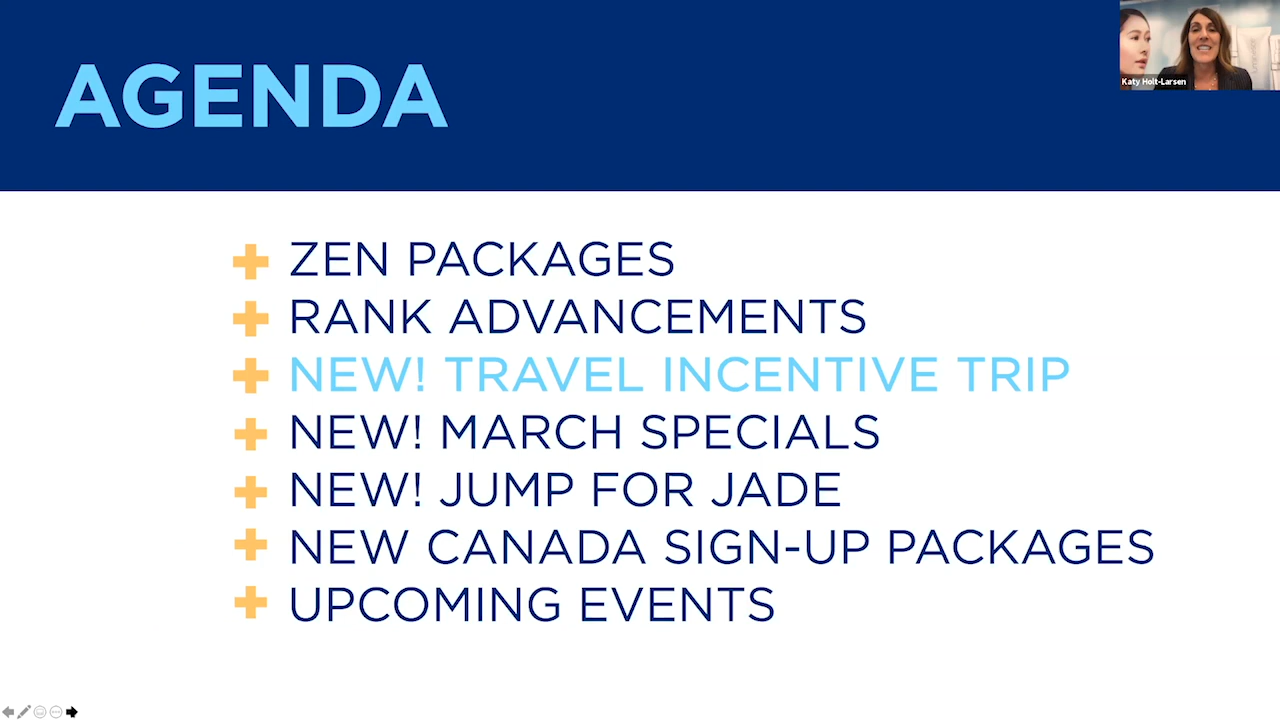 AGENDA
Katy Holt-Larsen
ZEN PACKAGES
RANK ADVANCEMENTS
NEW! TRAVEL INCENTIVE TRIP
NEW! MARCH SPECIALS
NEW! JUMP FOR JADE
NEW CANADA SIGN-UP PACKAGES
UPCOMING EVENTS